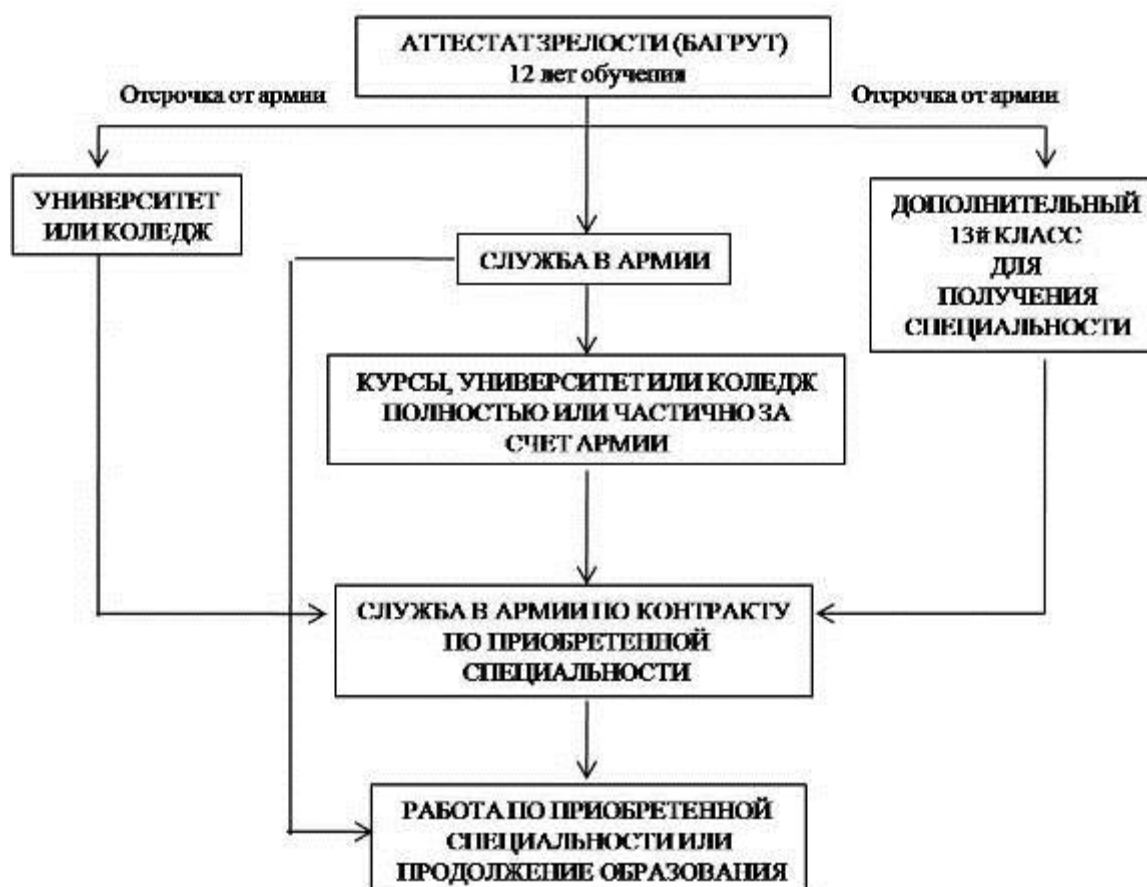 АТТЕСТАТ ЗРЕЛОСТИ (БАГРУТ)
12 лет обучения
Отсрочка от армии
Отсрочка от армии
УНИВЕРСИТЕТ
ИЛИ КОЛЕДЖ
ДОПОЛНИТЕЛЬНЫЙ
13й КЛАСС
ДЛЯ
ПОЛУЧЕНИЯ
СПЕЦИАЛЬНОСТИ
СЛУЖБА В АРМИИ
КУРСЫ, УНИВЕРСИТЕТ ИЛИ КОЛЕДЖ
ПОЛНОСТЬЮ ИЛИ ЧАСТИЧНО ЗА
СЧЕТ АРМИИ
СЛУЖБА В АРМИИ ПО КОНТРАКТУ
ПО ПРИОБРЕТЕННОЙ
СПЕЦИАЛЬНОСТИ
РАБОТА ПО ПРИОБРЕТЕННОЙ
СПЕЦИАЛЬНОСТИ ИЛИ
ПРОДОЛЖЕНИЕ ОБРАЗОВАНИЯ